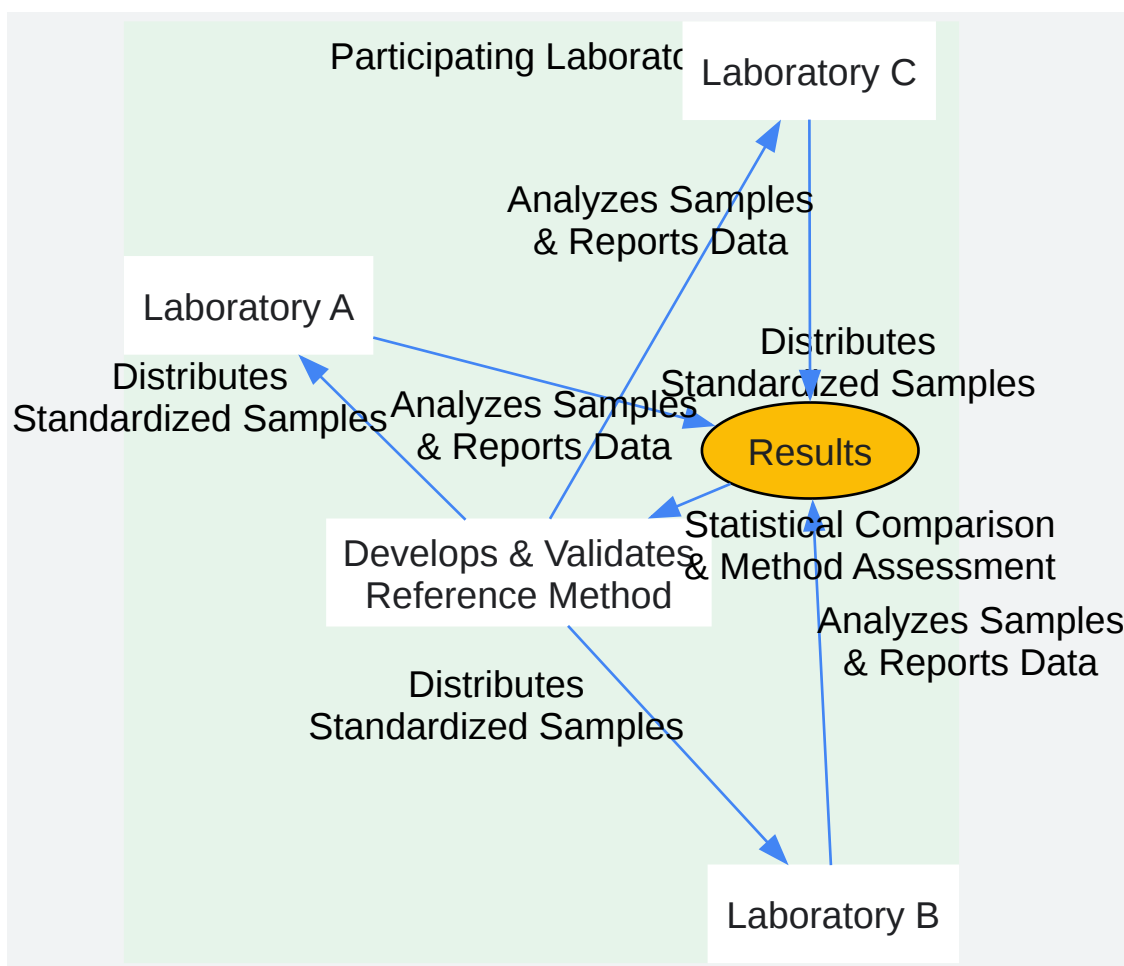 Participating Laborato
Laboratory C
Analyzes Samples
& Reports Data
Laboratory A
Distributes
Standardized Samples
Distributes
Standardized Samples
Analyzes Samples
& Reports Data
Results
Statistical Comparison
& Method Assessment
Develops & Validates
Reference Method
Analyzes Samples
& Reports Data
Distributes
Standardized Samples
Laboratory B